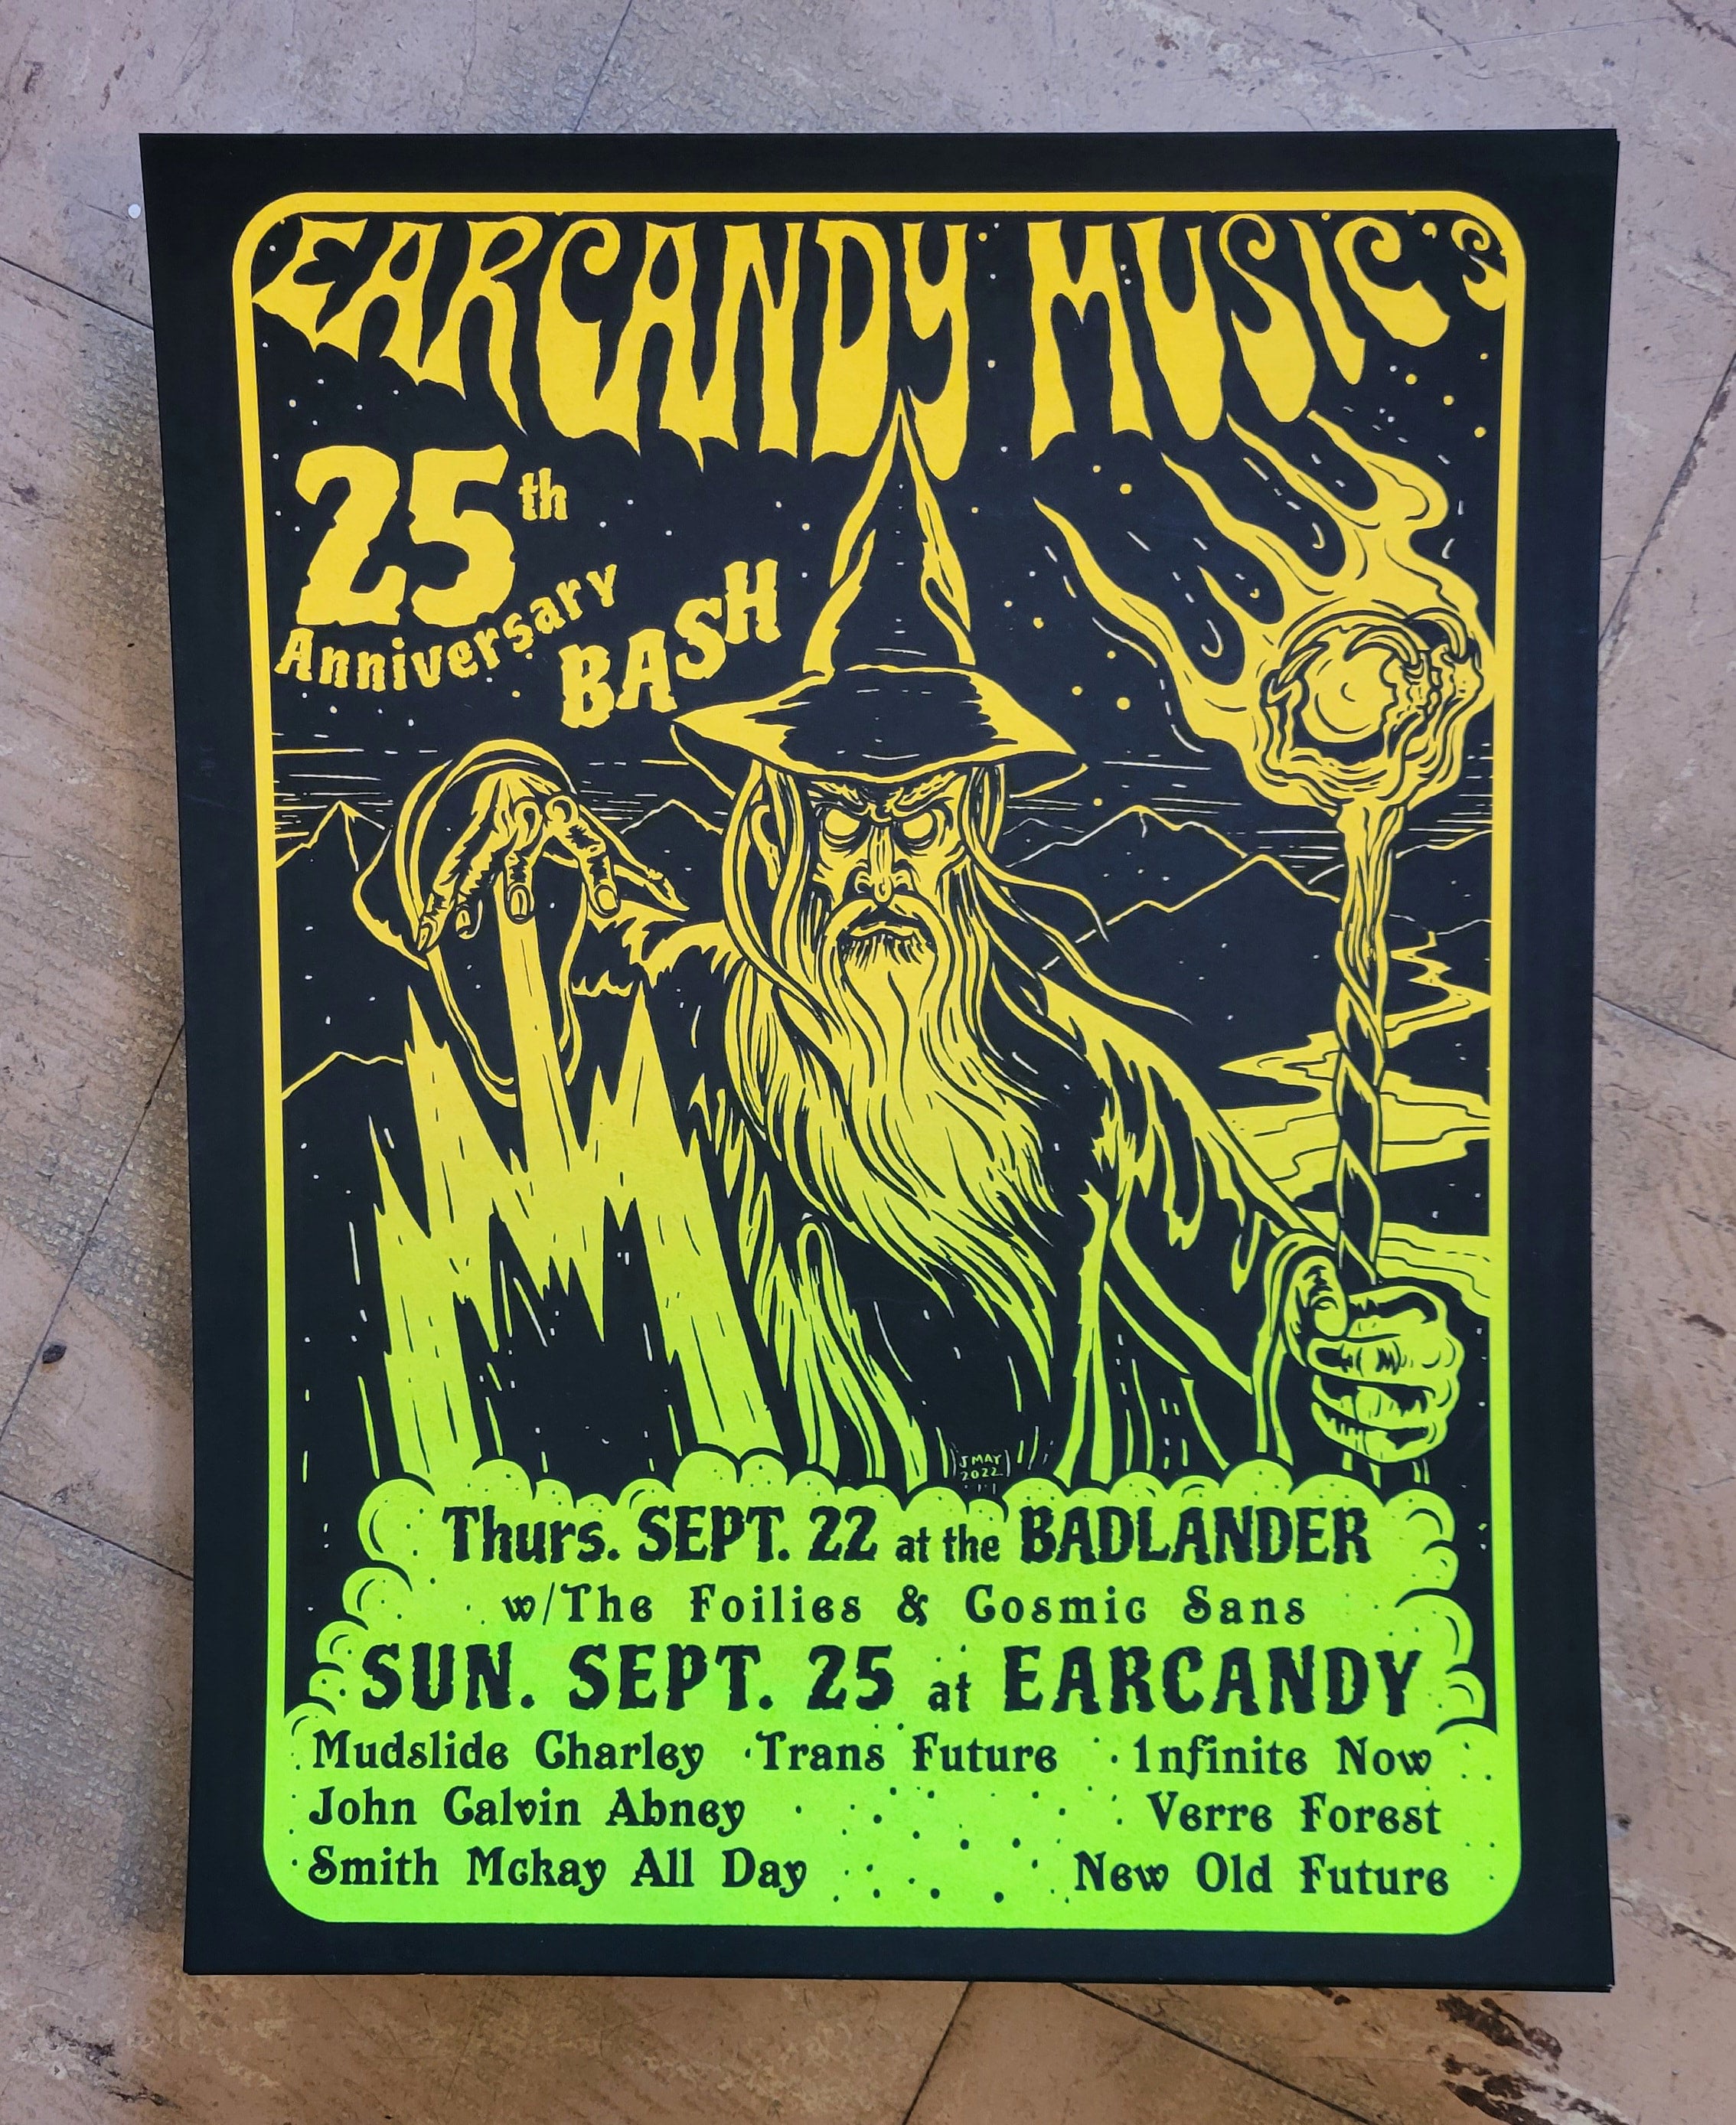 EARCANDY MUSIC'S
25th
Anniversary
BASH
J MAY
2022
Thurs. SEPT. 22 at the BADLANDER
w/The Foilies & Cosmic Sans
SUN. SEPT. 25 at EARCANDY
Mudslide Charley Trans Future Infinite Now
John Calvin Abney Verre Forest
Smith Mckay All Day New Old Future